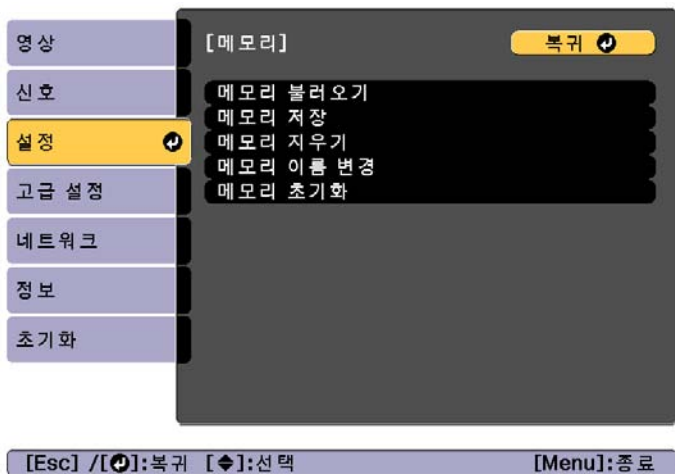 영상
신호
설정
고급 설정
네트워크
정보
초기화
[메모리]
복귀
메모리 불러오기
메모리 저장
메모리 지우기
메모리 이름 변경
메모리 초기화
[Esc] /[↵]:복귀 [◆]:선택
[Menu]:종료